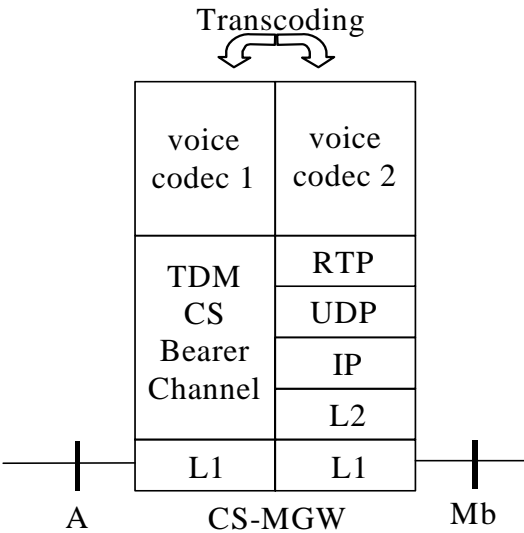 Transcoding
voice
codec 1
voice
codec 2
TDM
CS
Bearer
Channel
RTP
UDP
IP
L2
L1
L1
A
CS-MGW
Mb